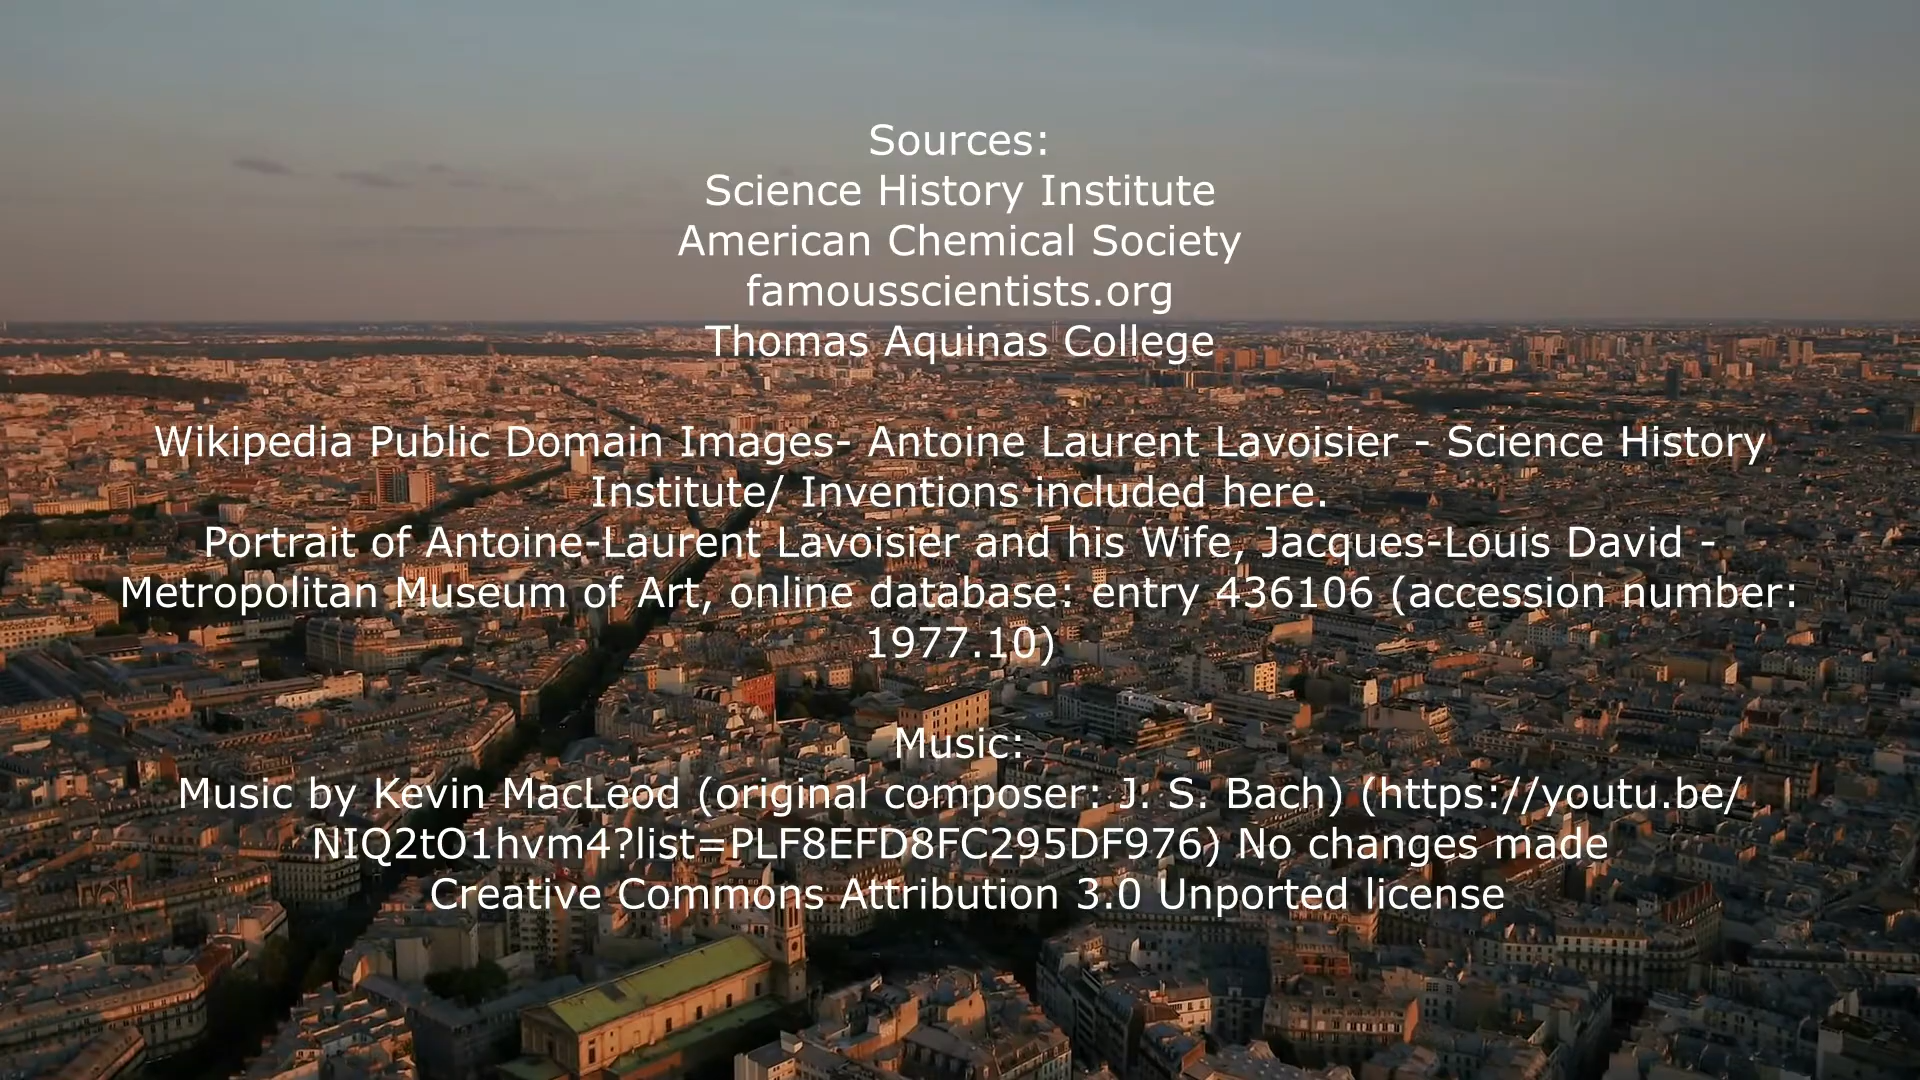 Sources:
Science History Institute
American Chemical Society
famousscientists.org
Thomas Aquinas College
Wikipedia Public Domain Images- Antoine Laurent Lavoisier - Science History
Institute/ Inventions included here.
Portrait of Antoine-Laurent Lavoisier and his Wife, Jacques-Louis David -
Metropolitan Museum of Art, online database: entry 436106 (accession number:
1977.10)
Music:
Music by Kevin MacLeod (original composer: J. S. Bach) (https://youtu.be/
NIQ2tO1hvm4?list=PLF8EFD8FC295DF976) No changes made
Creative Commons Attribution 3.0 Unported license